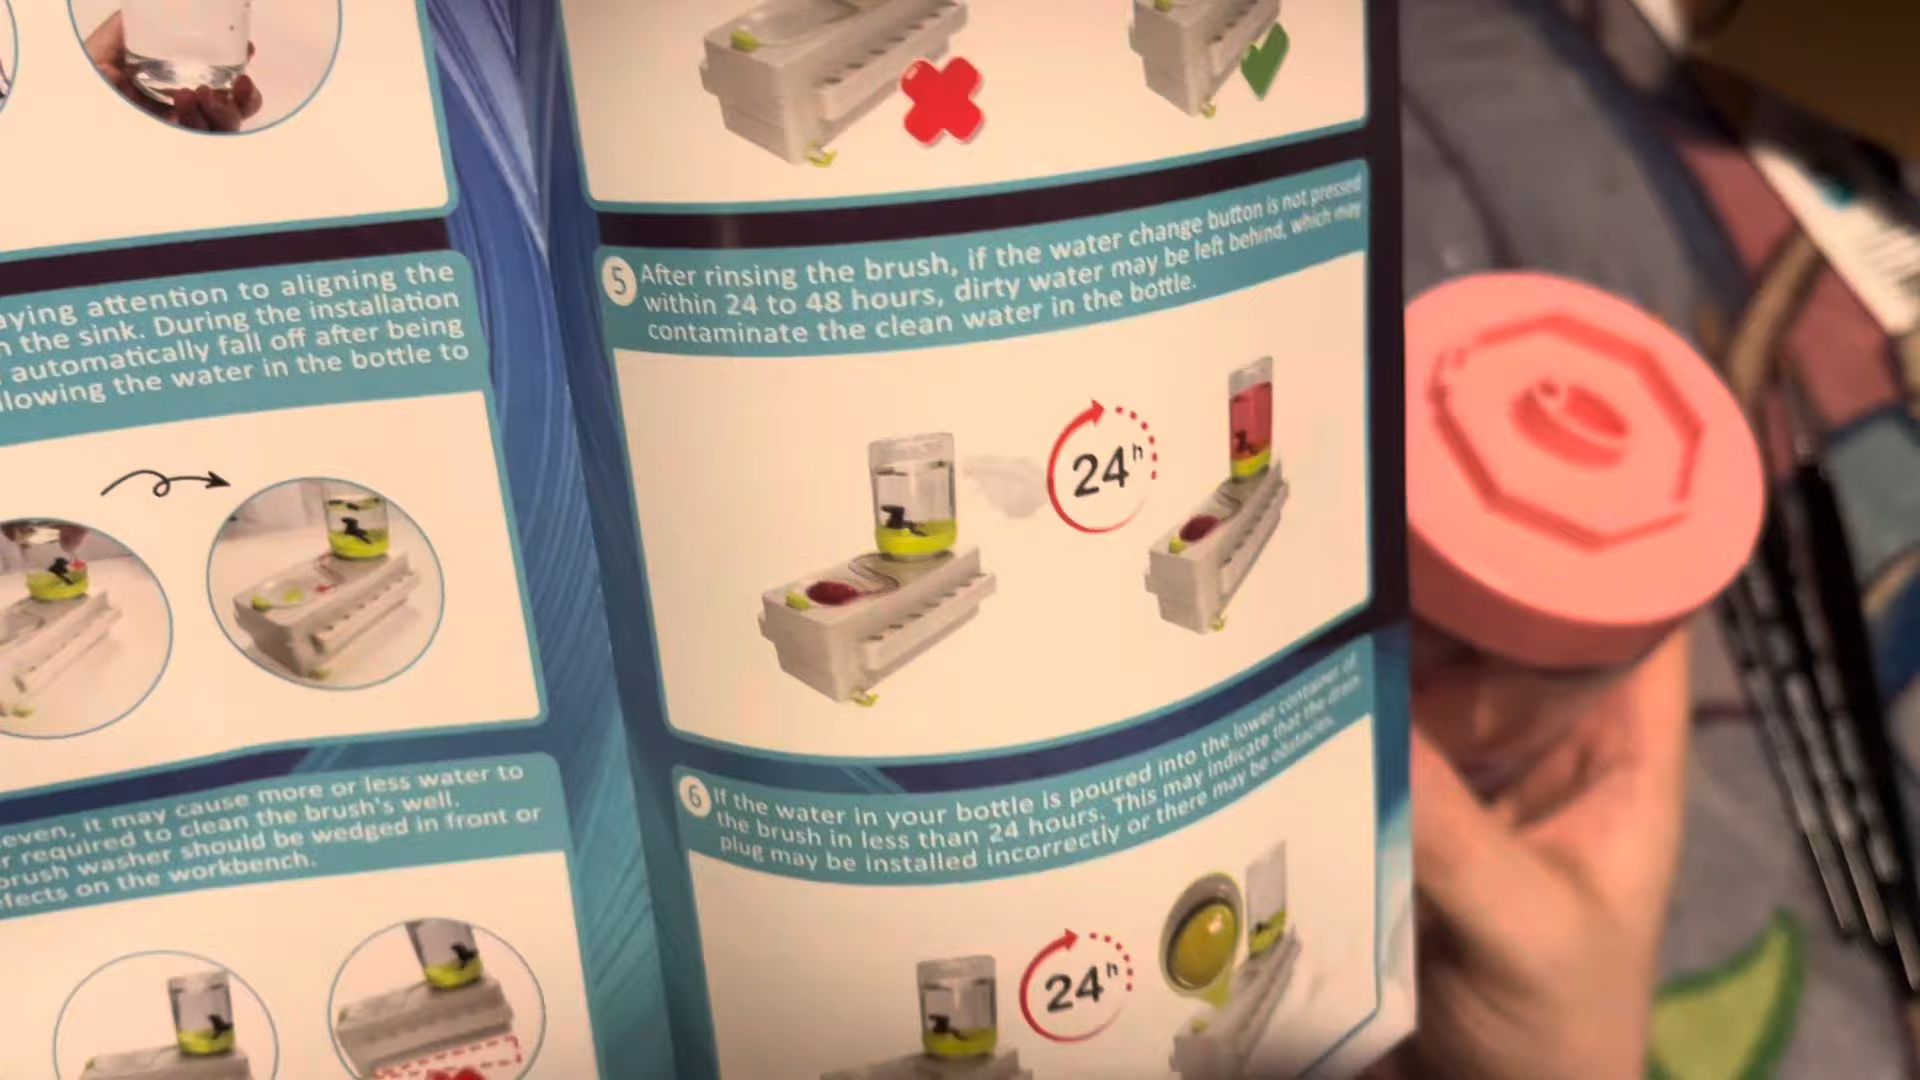 aying attention to aligning the
the sink. During the installation
automatically fall off after being
lowing the water in the bottle to
even, it may cause more or less water to
r required to clean the brush's well.
brush washer should be wedged in front or
fects on the workbench.
5 After rinsing the brush, if the water change button is not pressed
within 24 to 48 hours, dirty water may be left behind, which may
contaminate the clean water in the bottle.
24h
6 If the water in your bottle is poured into the lower container of
the brush in less than 24 hours. This may indicate that the drain
plug may be installed incorrectly or there may be obstacles.
24h